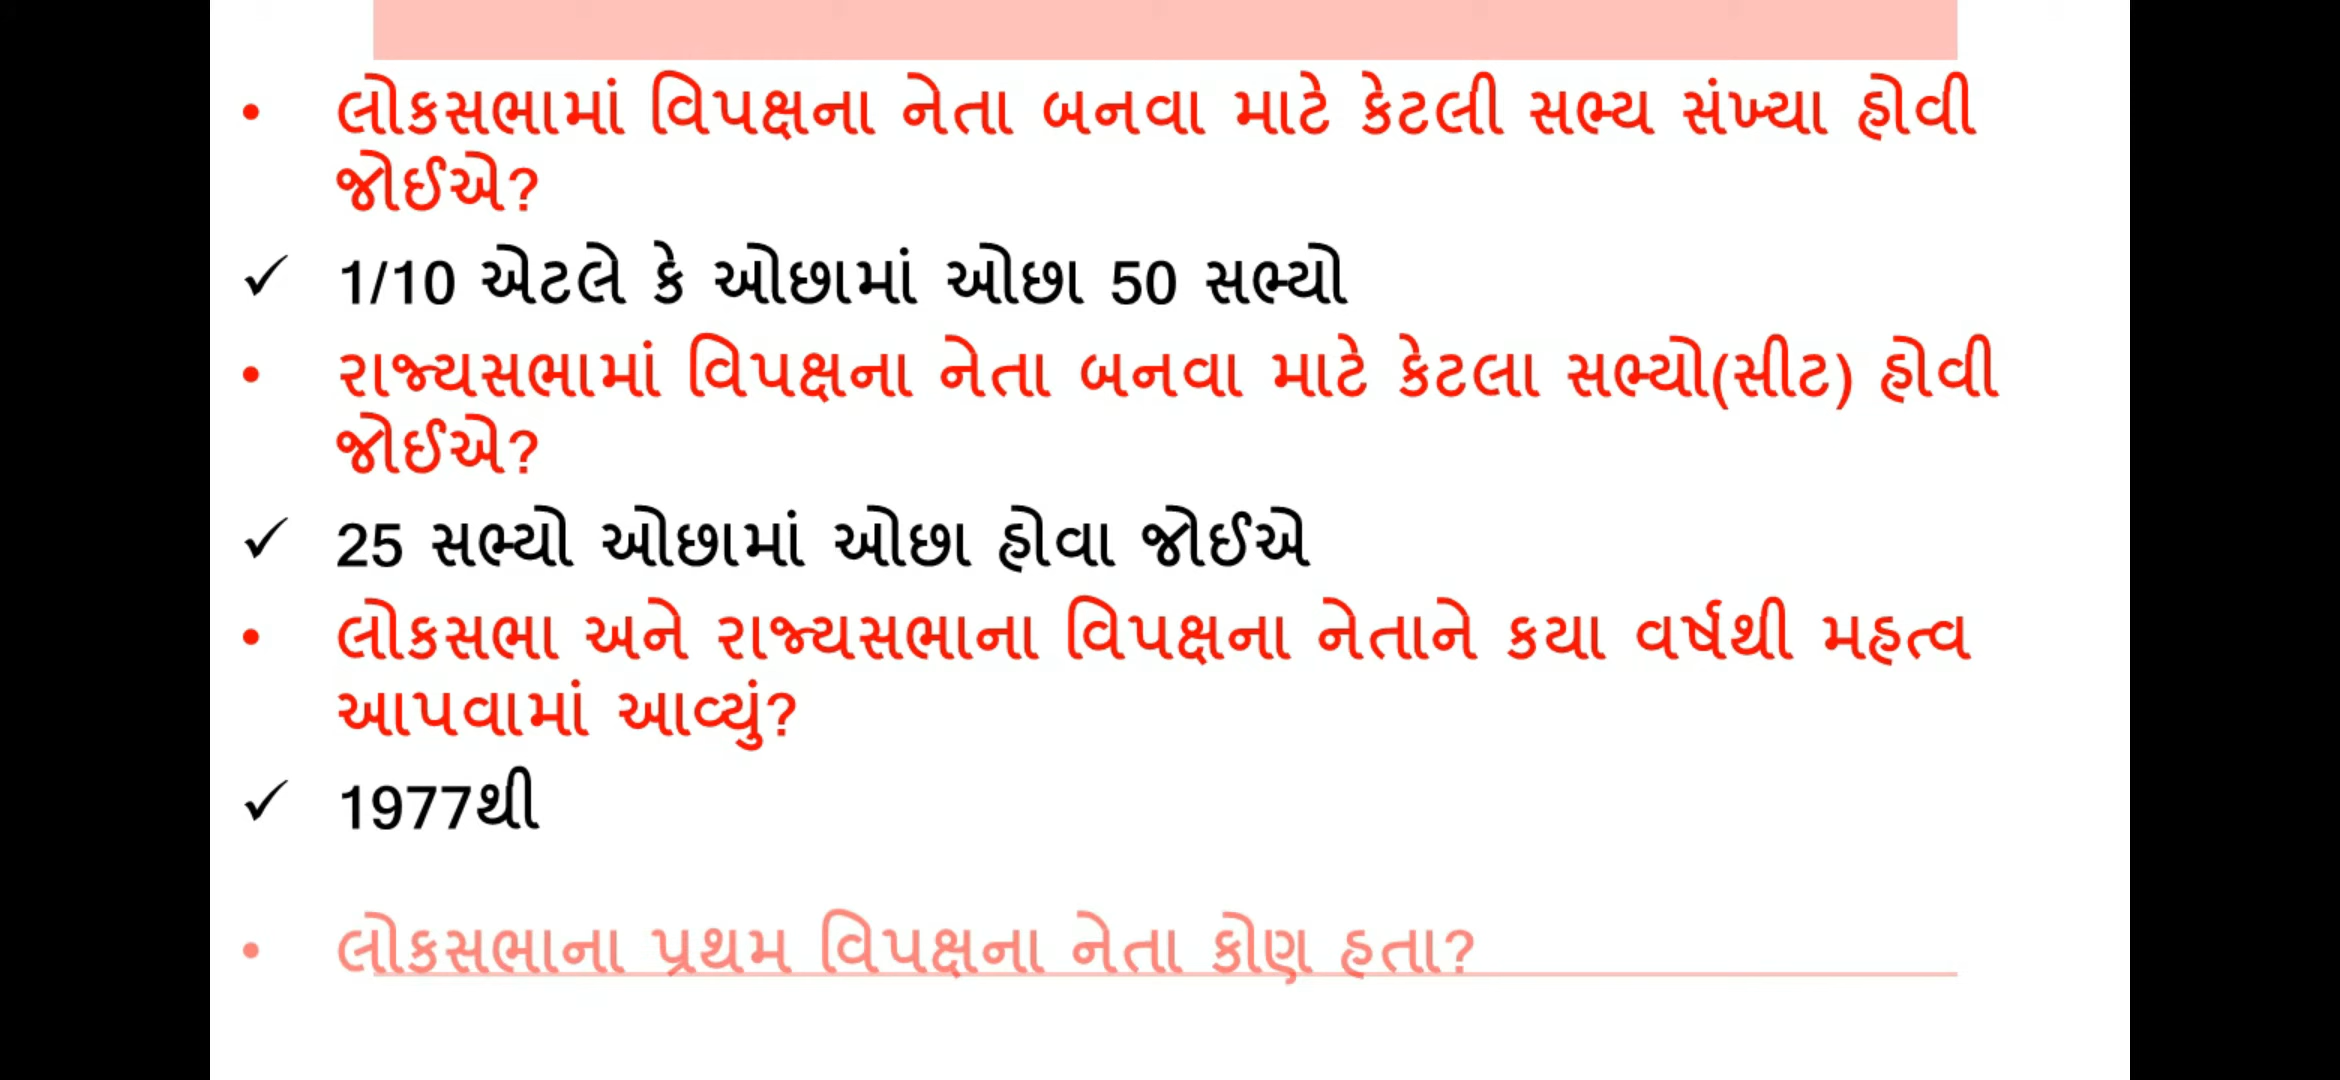 • લોકસભામાં વિપક્ષના નેતા બનવા માટે કેટલી સભ્ય સંખ્યા હોવી
જોઈએ?
✓ 1/10 એટલે કે ઓછામાં ઓછા 50 સભ્યો
• રાજ્યસભામાં વિપક્ષના નેતા બનવા માટે કેટલા સભ્યો(સીટ) હોવી
જોઈએ?
✓ 25 સભ્યો ઓછામાં ઓછા હોવા જોઈએ
• લોકસભા અને રાજ્યસભાના વિપક્ષના નેતાને કયા વર્ષથી મહત્વ
આપવામાં આવ્યું?
✓ 1977થી
• લોકસભાના પ્રથમ વિપક્ષના નેતા કોણ હતા?